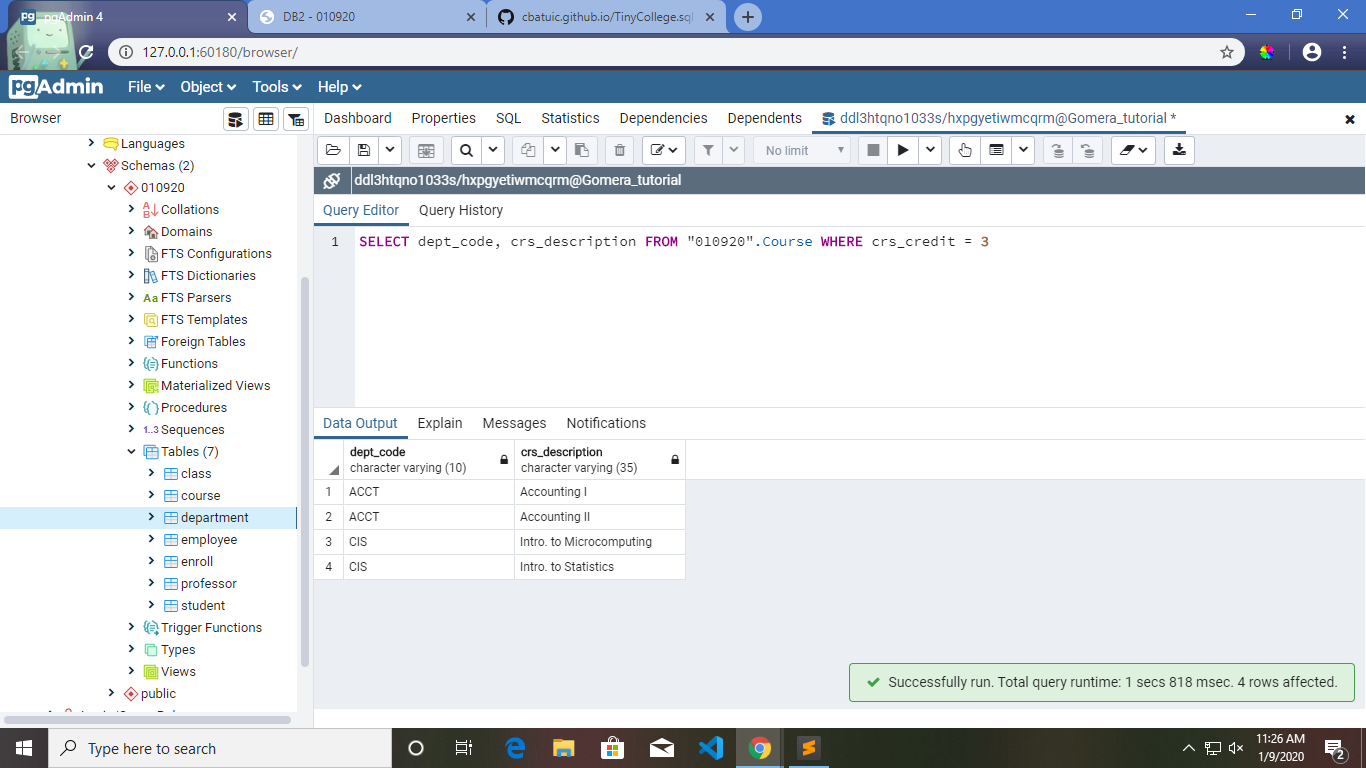 pgAdmin 4
DB2 - 010920
cbatuic.github.io/TinyCollege.sql
127.0.0.1:60180/browser/
pgAdmin File Object Tools Help
Browser
Dashboard Properties SQL Statistics Dependencies Dependents ddl3htqno1033s/hxpgyetiwmcqrm@Gomera_tutorial *
No limit
ddl3htqno1033s/hxpgyetiwmcqrm@Gomera_tutorial
Query Editor Query History
1 SELECT dept_code, crs_description FROM "010920".Course WHERE crs_credit = 3
Languages
Schemas (2)
010920
Collations
Domains
FTS Configurations
FTS Dictionaries
Aa FTS Parsers
FTS Templates
Foreign Tables
Functions
Materialized Views
Procedures
1..3 Sequences
Tables (7)
class
course
department
employee
enroll
professor
student
Trigger Functions
Types
Views
public
Data Output Explain Messages Notifications
dept_code crs_description
character varying (10) character varying (35)
1 ACCT Accounting I
2 ACCT Accounting II
3 CIS Intro. to Microcomputing
4 CIS Intro. to Statistics
Successfully run. Total query runtime: 1 secs 818 msec. 4 rows affected.
Type here to search
11:26 AM
1/9/2020
2